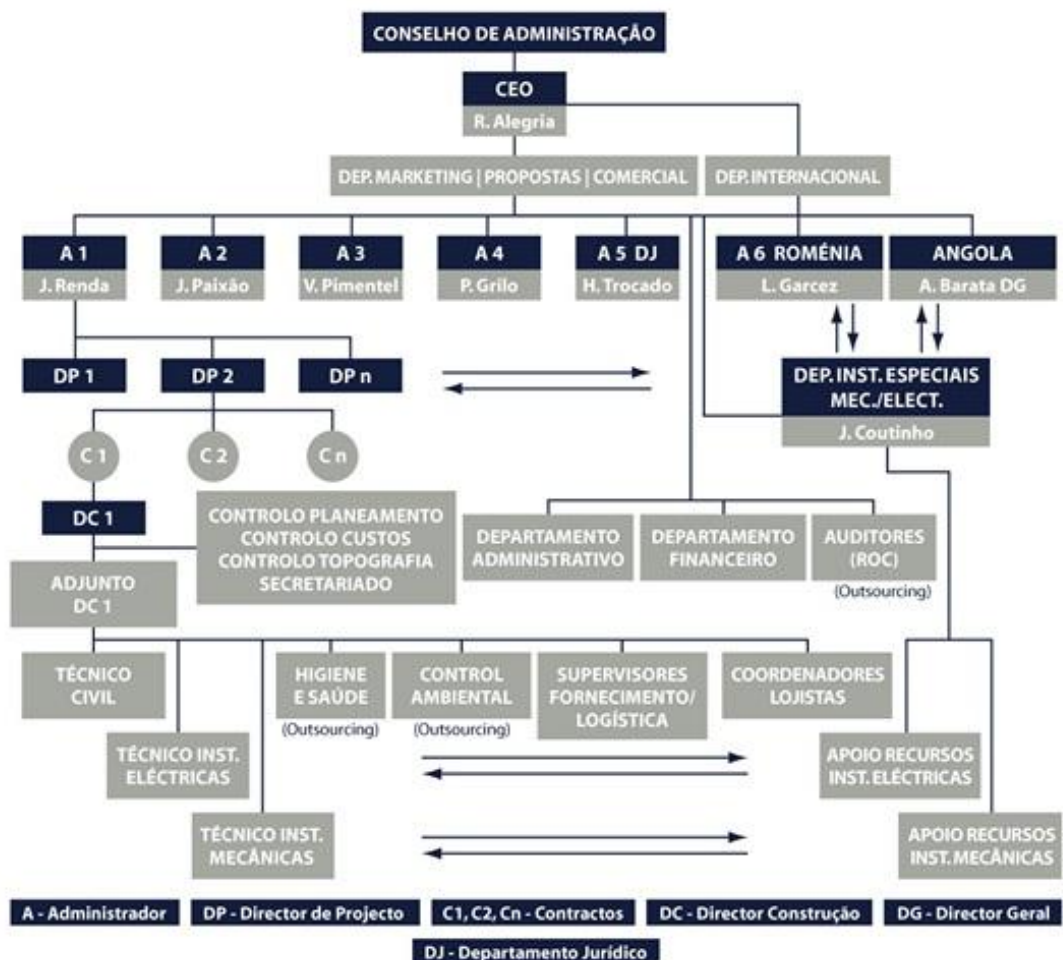 CONSELHO DE ADMINISTRAÇÃO
CEO
R. Alegria
DEP. MARKETING | PROPOSTAS | COMERCIAL
DEP. INTERNACIONAL
A 1
J. Renda
A 2
J. Paixão
A 3
V. Pimentel
A 4
P. Grilo
A 5 DJ
H. Trocado
A 6 ROMÉNIA
L. Garcez
ANGOLA
A. Barata DG
DP 1
DP 2
DP n
DEP. INST. ESPECIAIS
MEC./ELECT.
J. Coutinho
C 1
C 2
C n
DC 1
CONTROLO PLANEAMENTO
CONTROLO CUSTOS
CONTROLO TOPOGRAFIA
SECRETARIADO
DEPARTAMENTO
ADMINISTRATIVO
DEPARTAMENTO
FINANCEIRO
AUDITORES
(ROC)
(Outsourcing)
ADJUNTO
DC 1
TÉCNICO
CIVIL
HIGIENE
E SAÚDE
(Outsourcing)
CONTROL
AMBIENTAL
(Outsourcing)
SUPERVISORES
FORNECIMENTO/
LOGÍSTICA
COORDENADORES
LOJISTAS
TÉCNICO INST.
ELÉCTRICAS
APOIO RECURSOS
INST. ELÉCTRICAS
TÉCNICO INST.
MECÂNICAS
APOIO RECURSOS
INST. MECÂNICAS
A - Administrador
DP - Director de Projecto
C1, C2, Cn - Contractos
DC - Director Construção
DG - Director Geral
DJ - Departamento Jurídico